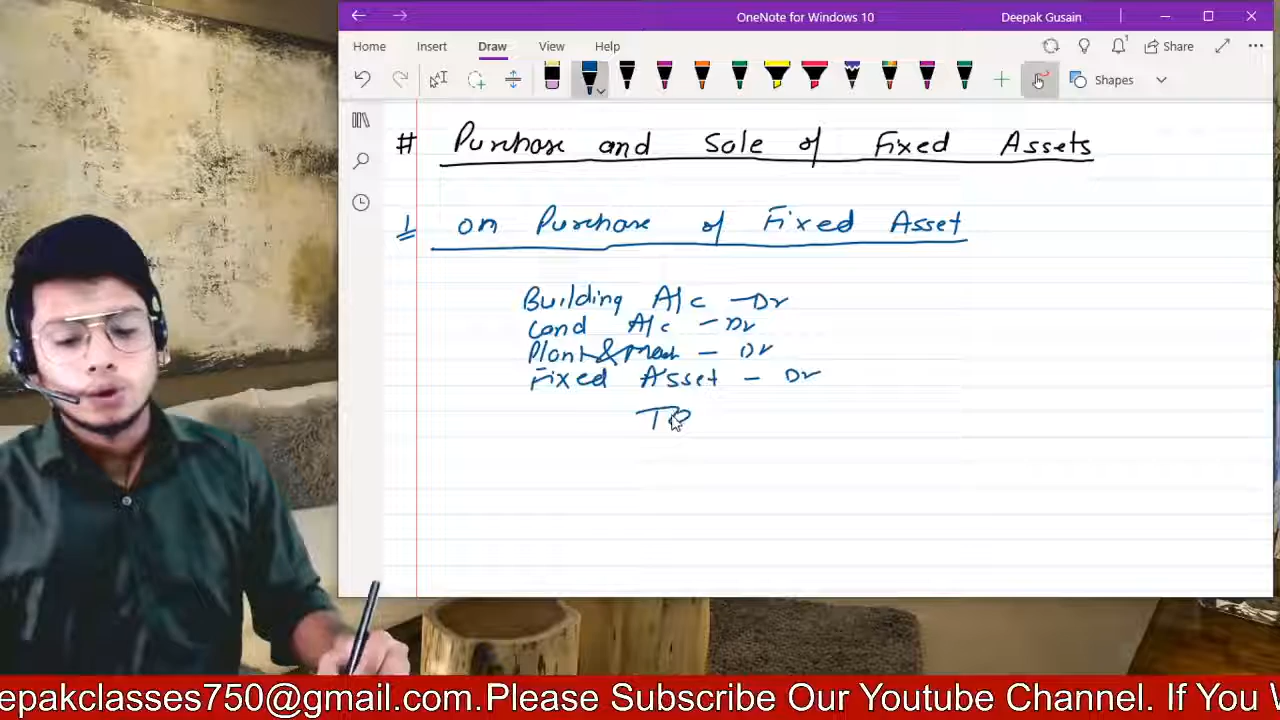 OneNote for Windows 10
Deepak Gusain
Home Insert Draw View Help
Share
Shapes
# Purchase and Sale of Fixed Assets
1 on Purchase of Fixed Asset
Building A/c - Dr
Land A/c - Dr
Plant & Mach - Dr
Fixed Asset - Dr
To
epakclasses750@gmail.com.Please Subscribe Our Youtube Channel. If You W